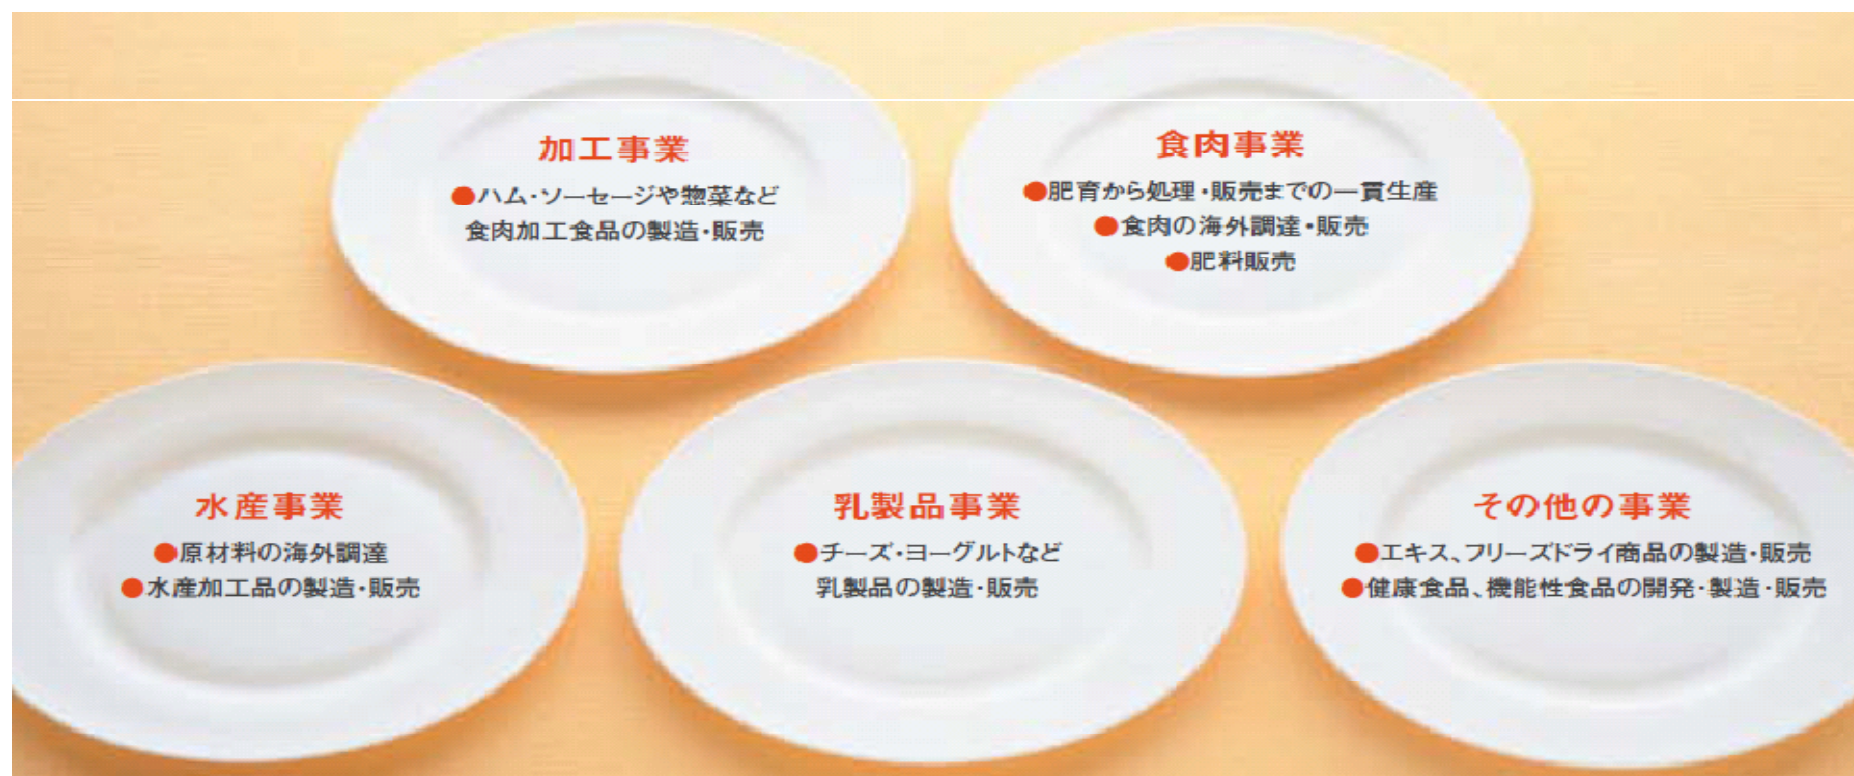 加工事業
●ハム・ソーセージや惣菜など
食肉加工食品の製造・販売
食肉事業
●肥育から処理・販売までの一貫生産
●食肉の海外調達・販売
●肥料販売
水産事業
●原材料の海外調達
●水産加工品の製造・販売
乳製品事業
●チーズ・ヨーグルトなど
乳製品の製造・販売
その他の事業
●エキス、フリーズドライ商品の製造・販売
●健康食品、機能性食品の開発・製造・販売